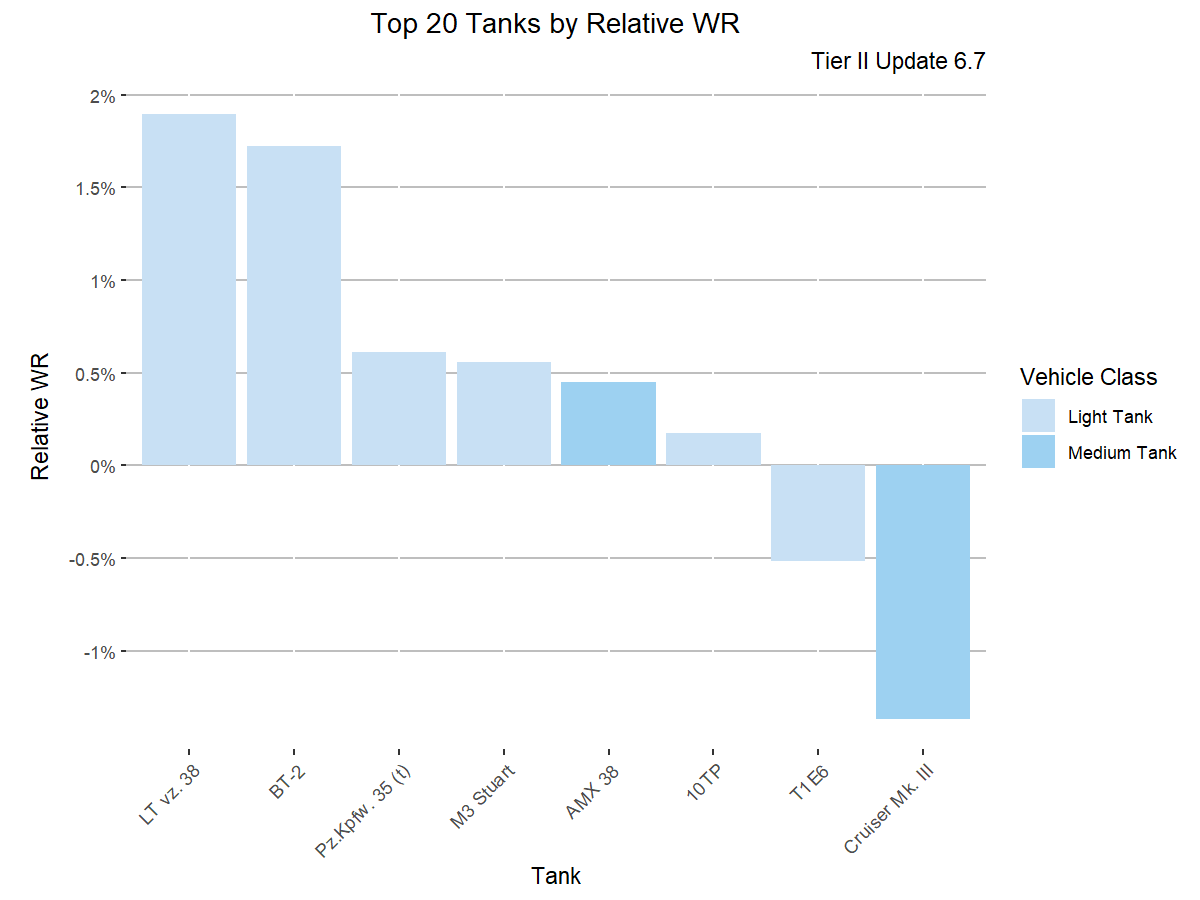 Top 20 Tanks by Relative WR
Tier II Update 6.7
2%
1.5%
1%
0.5%
0%
-0.5%
-1%
Relative WR
LT vz. 38
BT-2
Pz.Kpfw. 35 (t)
M3 Stuart
AMX 38
10TP
T1E6
Cruiser Mk. III
Tank
Vehicle Class
Light Tank
Medium Tank